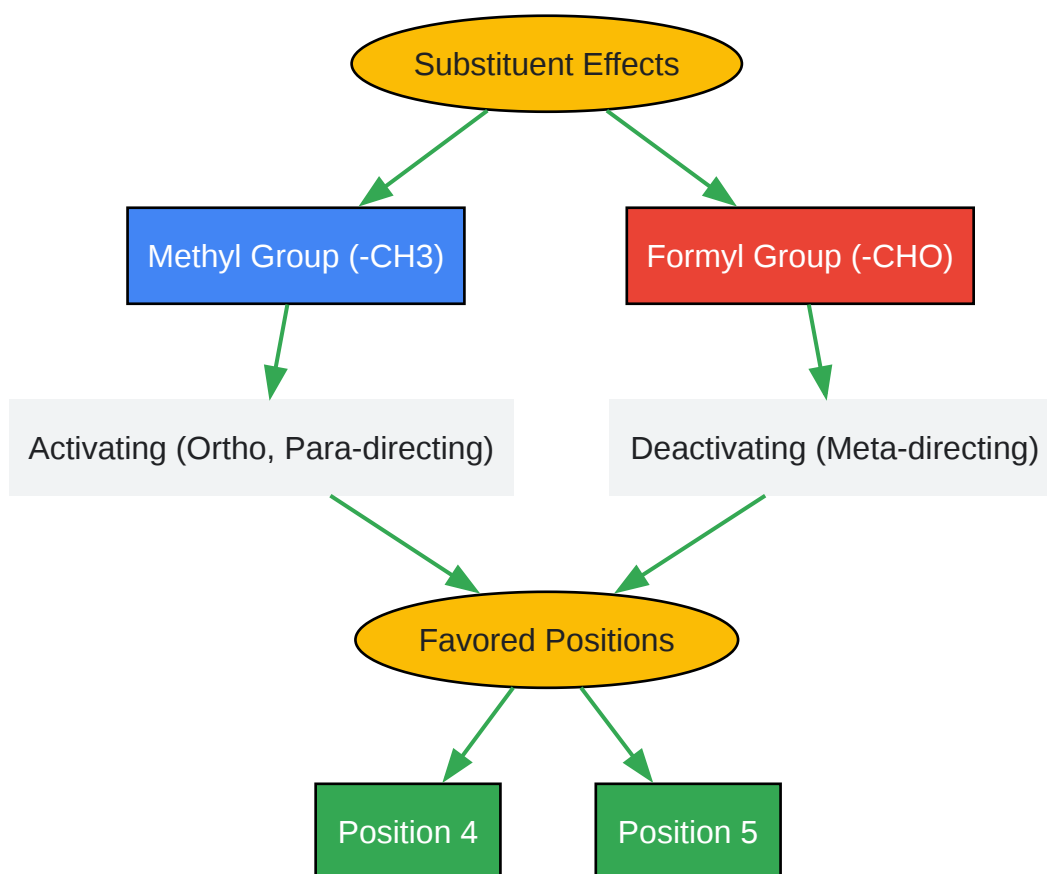 Substituent Effects
Methyl Group (-CH3)
Formyl Group (-CHO)
Activating (Ortho, Para-directing)
Deactivating (Meta-directing)
Favored Positions
Position 4
Position 5